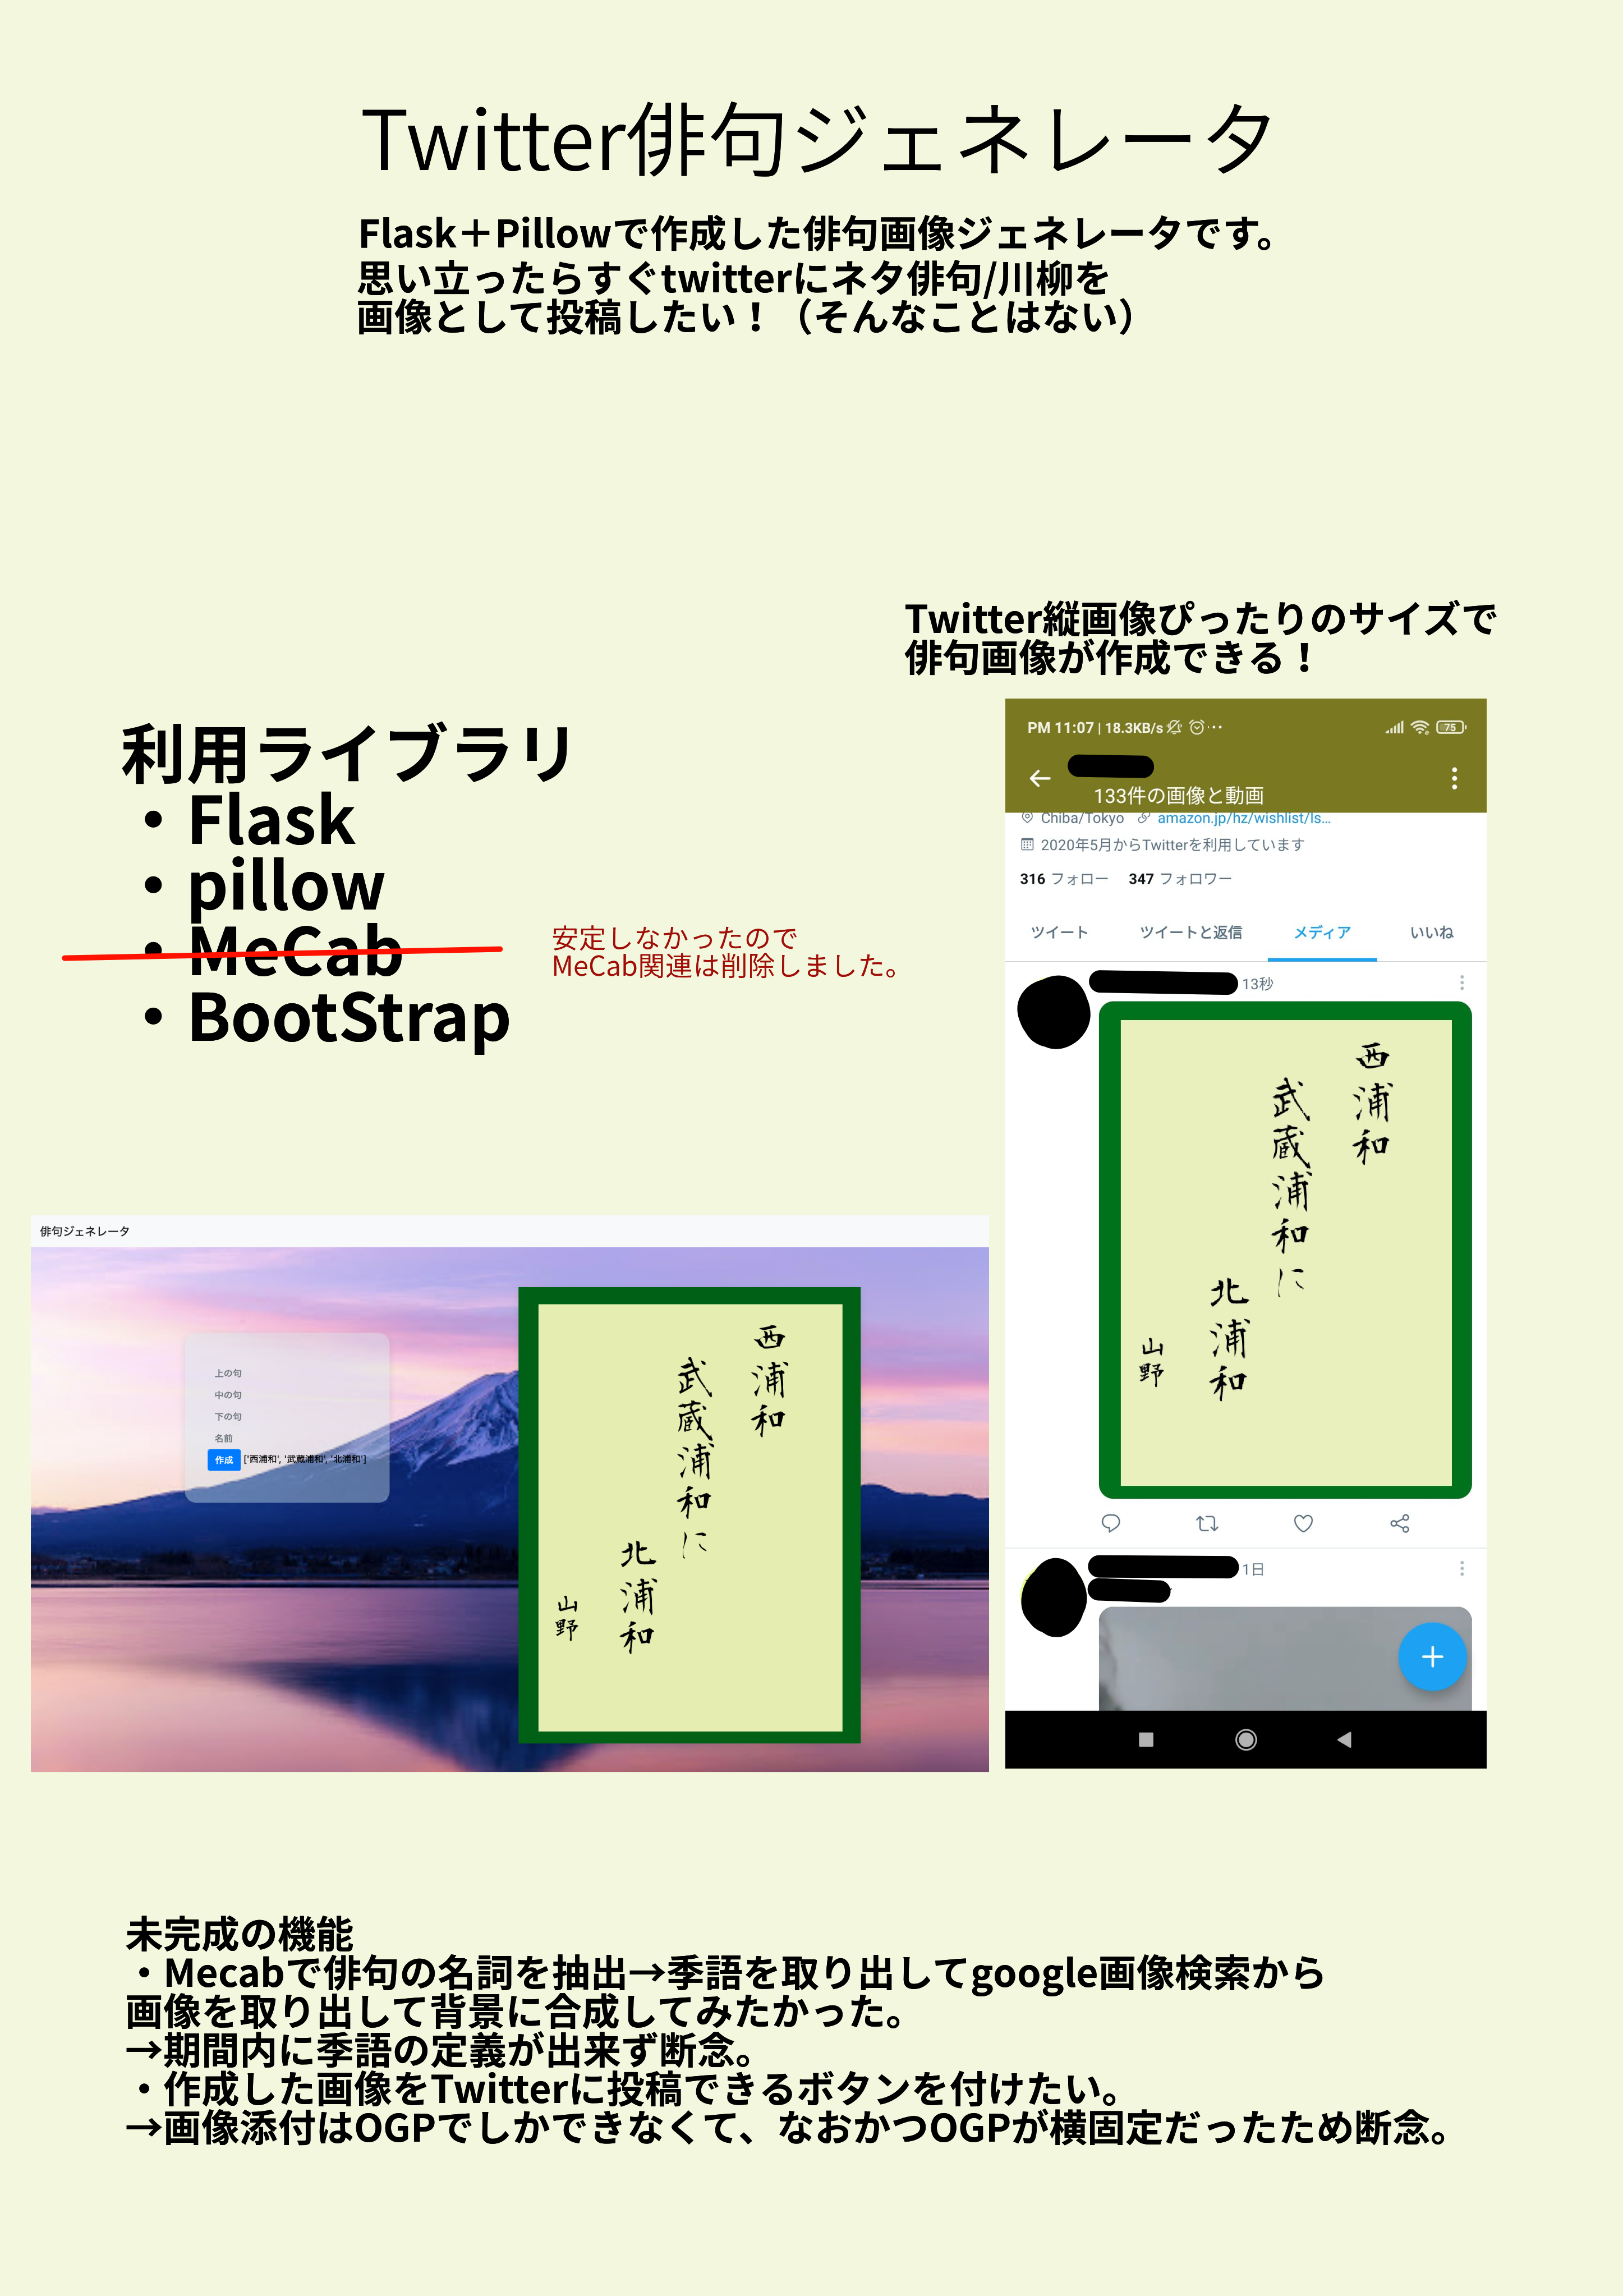 Twitter俳句ジェネレータ
Flask＋Pillowで作成した俳句画像ジェネレータです。
思い立ったらすぐtwitterにネタ俳句/川柳を
画像として投稿したい！（そんなことはない）
Twitter縦画像ぴったりのサイズで
俳句画像が作成できる！
利用ライブラリ
・Flask
・pillow
・MeCab
・BootStrap
安定しなかったので
MeCab関連は削除しました。
PM 11:07 | 18.3KB/s
75
133件の画像と動画
Chiba/Tokyo amazon.jp/hz/wishlist/ls…
2020年5月からTwitterを利用しています
316 フォロー 347 フォロワー
ツイート ツイートと返信 メディア いいね
13秒
西浦和
武蔵浦和に
北浦和
山野
1日
俳句ジェネレータ
上の句
中の句
下の句
名前
作成 ['西浦和', '武蔵浦和', '北浦和']
西浦和
武蔵浦和に
北浦和
山野
未完成の機能
・Mecabで俳句の名詞を抽出→季語を取り出してgoogle画像検索から
画像を取り出して背景に合成してみたかった。
→期間内に季語の定義が出来ず断念。
・作成した画像をTwitterに投稿できるボタンを付けたい。
→画像添付はOGPでしかできなくて、なおかつOGPが横固定だったため断念。